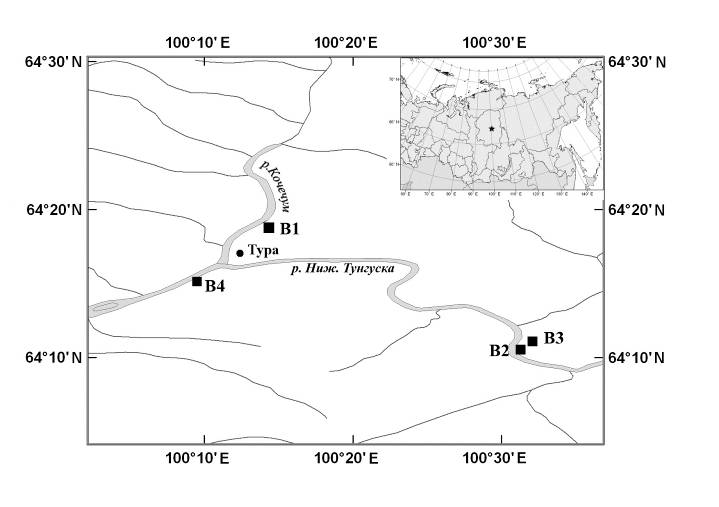 100°10' E 100°20' E 100°30' E
64°30' N 64°30' N
р.Кочечум
64°20' N 64°20' N
B1
Тура
р. Ниж. Тунгуска
B4
B3
B2
64°10' N 64°10' N
100°10' E 100°20' E 100°30' E